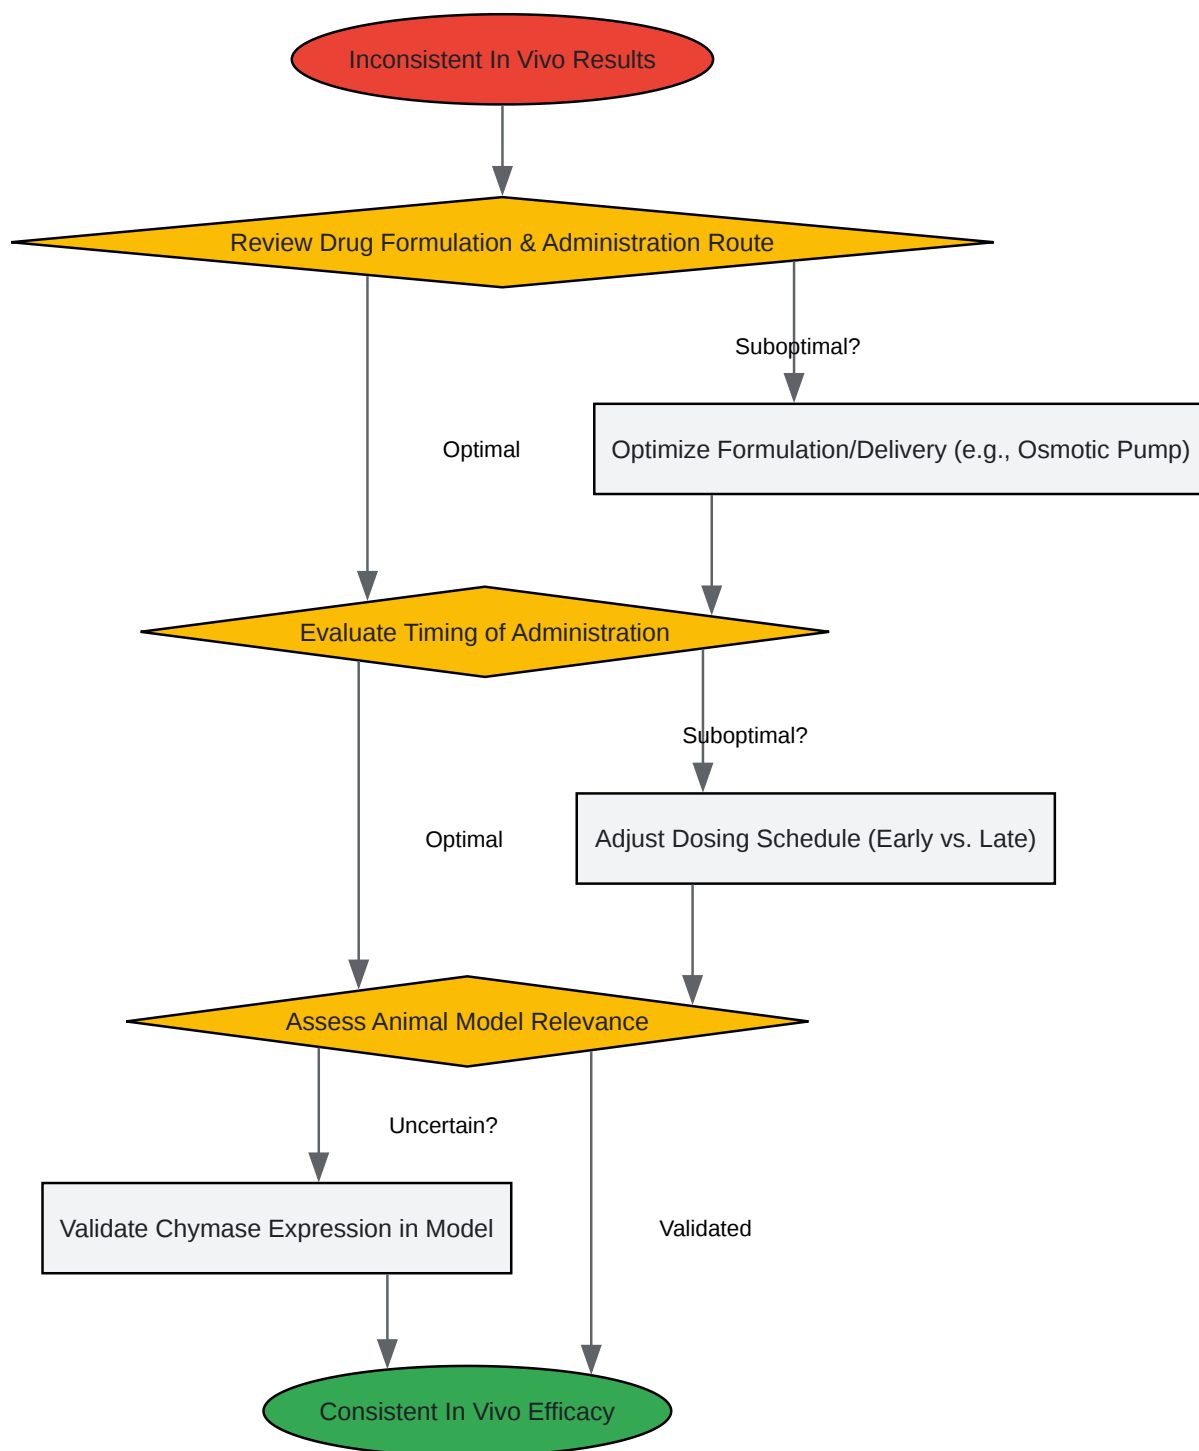 Inconsistent In Vivo Results
Review Drug Formulation & Administration Route
Suboptimal?
Optimal
Optimize Formulation/Delivery (e.g., Osmotic Pump)
Evaluate Timing of Administration
Suboptimal?
Optimal
Adjust Dosing Schedule (Early vs. Late)
Assess Animal Model Relevance
Uncertain?
Validate Chymase Expression in Model
Validated
Consistent In Vivo Efficacy